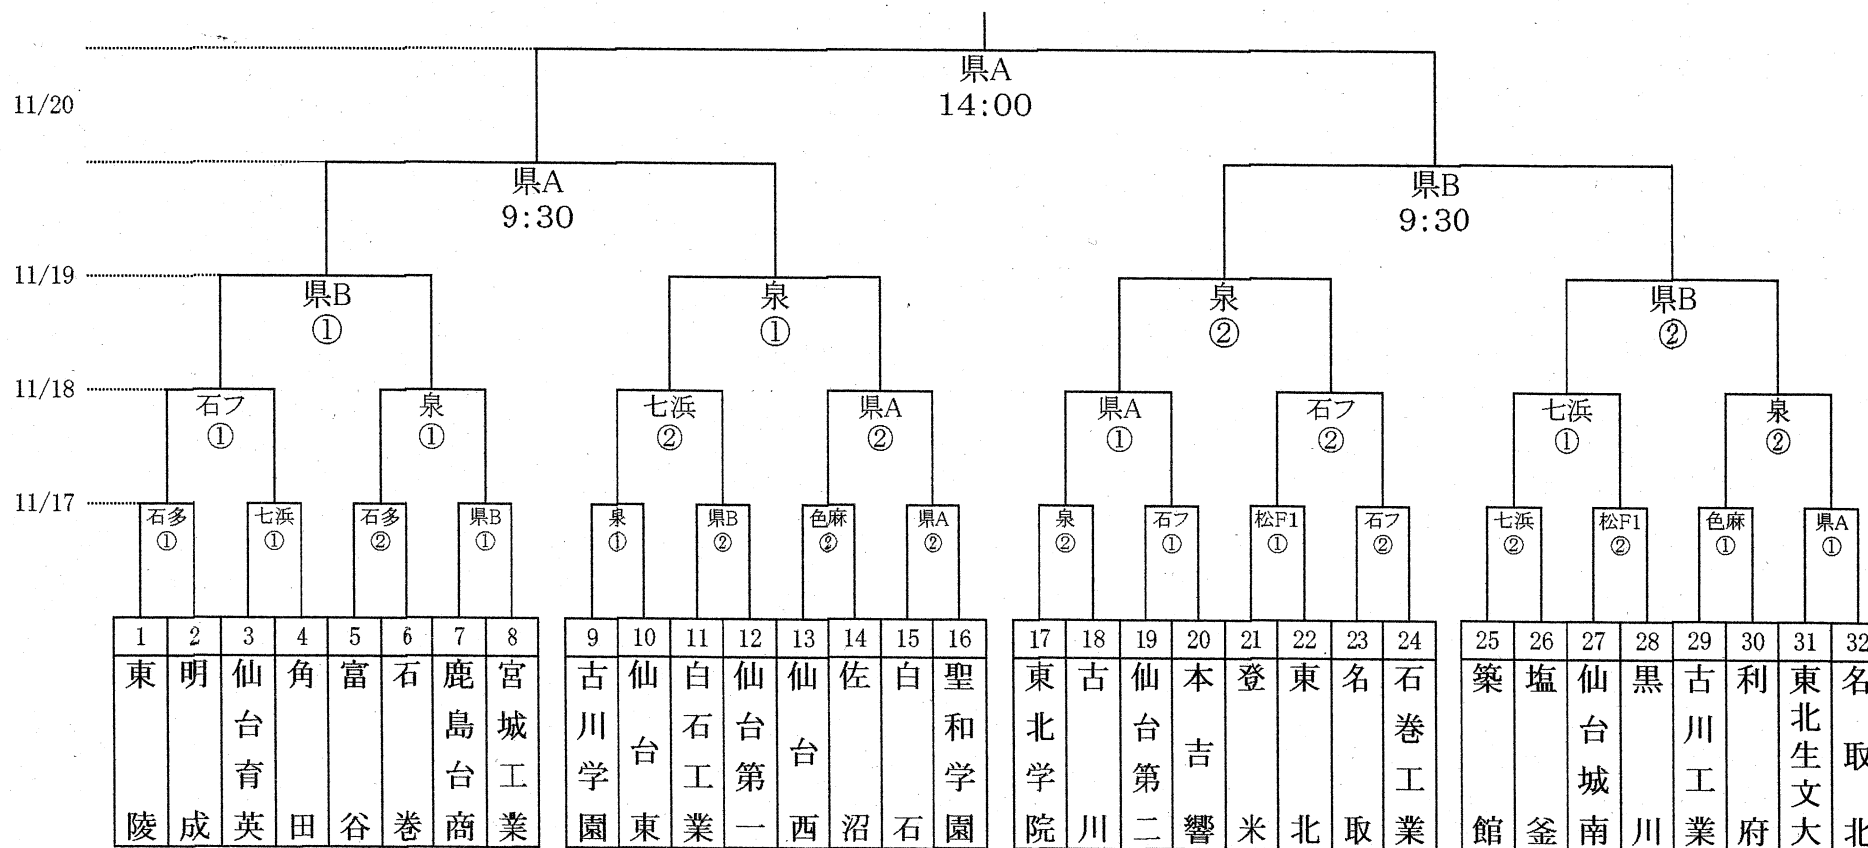 県A
14:00
11/20
県A
9:30
県B
9:30
11/19
県B
①
泉
①
泉
②
県B
②
11/18
石フ
①
泉
①
七浜
②
県A
②
県A
①
石フ
②
七浜
①
泉
②
11/17
石多
①
七浜
①
石多
②
県B
①
泉
①
県B
②
色麻
②
県A
②
泉
②
石フ
①
松F1
①
石フ
②
七浜
②
松F1
②
色麻
①
県A
①
1 東陵
2 明成
3 仙台育英
4 角田
5 富谷
6 石巻
7 鹿島台商
8 宮城工業
9 古川学園
10 仙台東
11 白石工業
12 仙台第一
13 仙台西
14 佐沼
15 白石
16 聖和学園
17 東北学院
18 古川
19 仙台第二
20 本吉響
21 登米
22 東北
23 名取
24 石巻工業
25 築館
26 塩釜
27 仙台城南
28 黒川
29 古川工業
30 利府
31 東北生文大
32 名取北